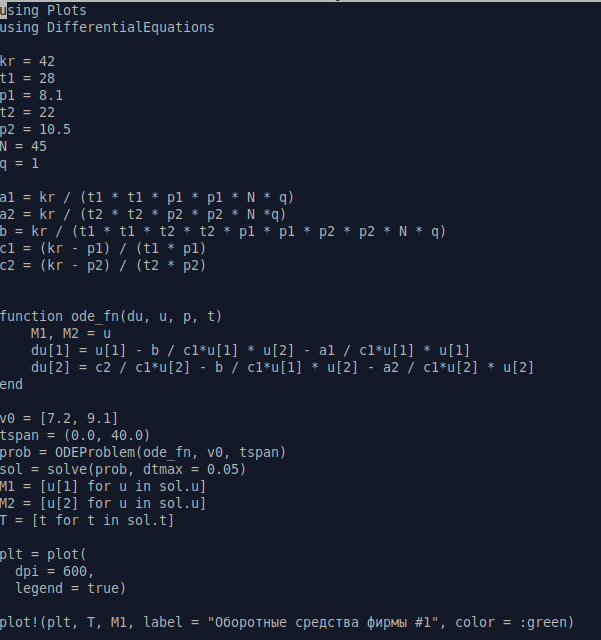 using Plots
using DifferentialEquations

kr = 42
t1 = 28
p1 = 8.1
t2 = 22
p2 = 10.5
N = 45
q = 1

a1 = kr / (t1 * t1 * p1 * p1 * N * q)
a2 = kr / (t2 * t2 * p2 * p2 * N *q)
b = kr / (t1 * t1 * t2 * t2 * p1 * p1 * p2 * p2 * N * q)
c1 = (kr - p1) / (t1 * p1)
c2 = (kr - p2) / (t2 * p2)


function ode_fn(du, u, p, t)
    M1, M2 = u
    du[1] = u[1] - b / c1*u[1] * u[2] - a1 / c1*u[1] * u[1]
    du[2] = c2 / c1*u[2] - b / c1*u[1] * u[2] - a2 / c1*u[2] * u[2]
end

v0 = [7.2, 9.1]
tspan = (0.0, 40.0)
prob = ODEProblem(ode_fn, v0, tspan)
sol = solve(prob, dtmax = 0.05)
M1 = [u[1] for u in sol.u]
M2 = [u[2] for u in sol.u]
T = [t for t in sol.t]

plt = plot(
  dpi = 600,
  legend = true)

plot!(plt, T, M1, label = "Оборотные средства фирмы #1", color = :green)